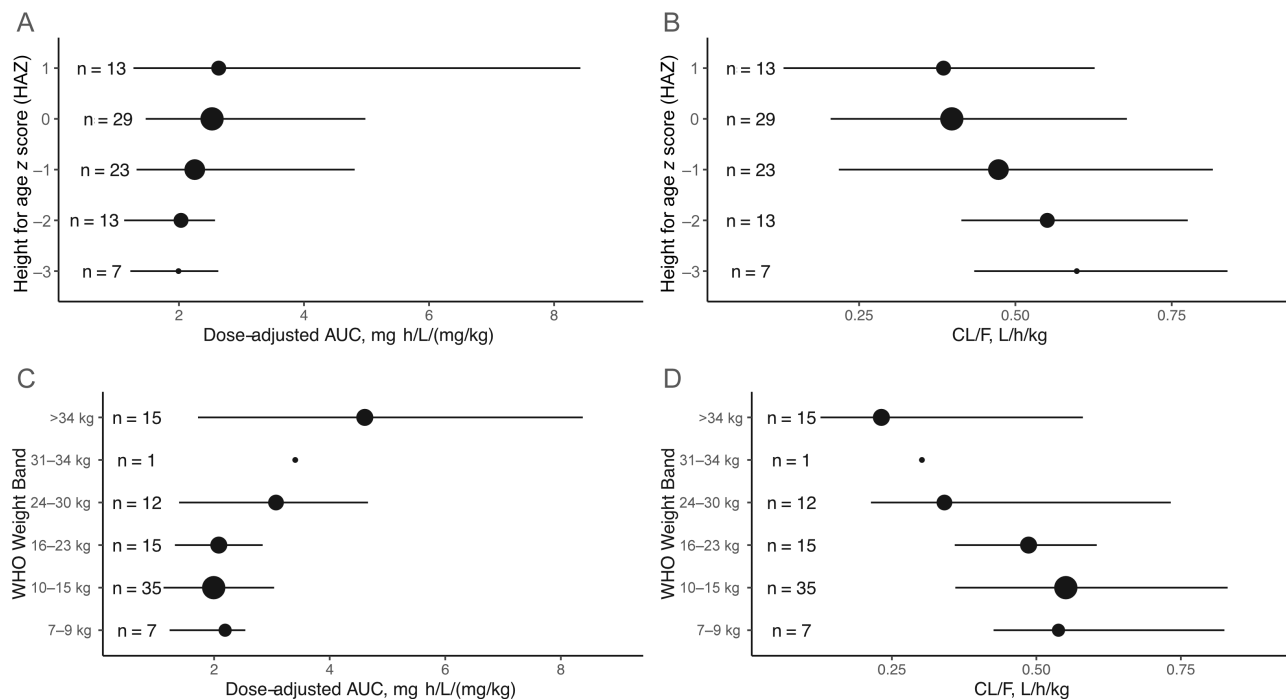 A
Height for age z score (HAZ)
1
n = 13
0
n = 29
–1
n = 23
–2
n = 13
–3
n = 7
2
4
6
8
Dose-adjusted AUC, mg h/L/(mg/kg)
B
Height for age z score (HAZ)
1
n = 13
0
n = 29
–1
n = 23
–2
n = 13
–3
n = 7
0.25
0.50
0.75
CL/F, L/h/kg
C
WHO Weight Band
>34 kg
n = 15
31–34 kg
n = 1
24–30 kg
n = 12
16–23 kg
n = 15
10–15 kg
n = 35
7–9 kg
n = 7
2
4
6
8
Dose-adjusted AUC, mg h/L/(mg/kg)
D
WHO Weight Band
>34 kg
n = 15
31–34 kg
n = 1
24–30 kg
n = 12
16–23 kg
n = 15
10–15 kg
n = 35
7–9 kg
n = 7
0.25
0.50
0.75
CL/F, L/h/kg